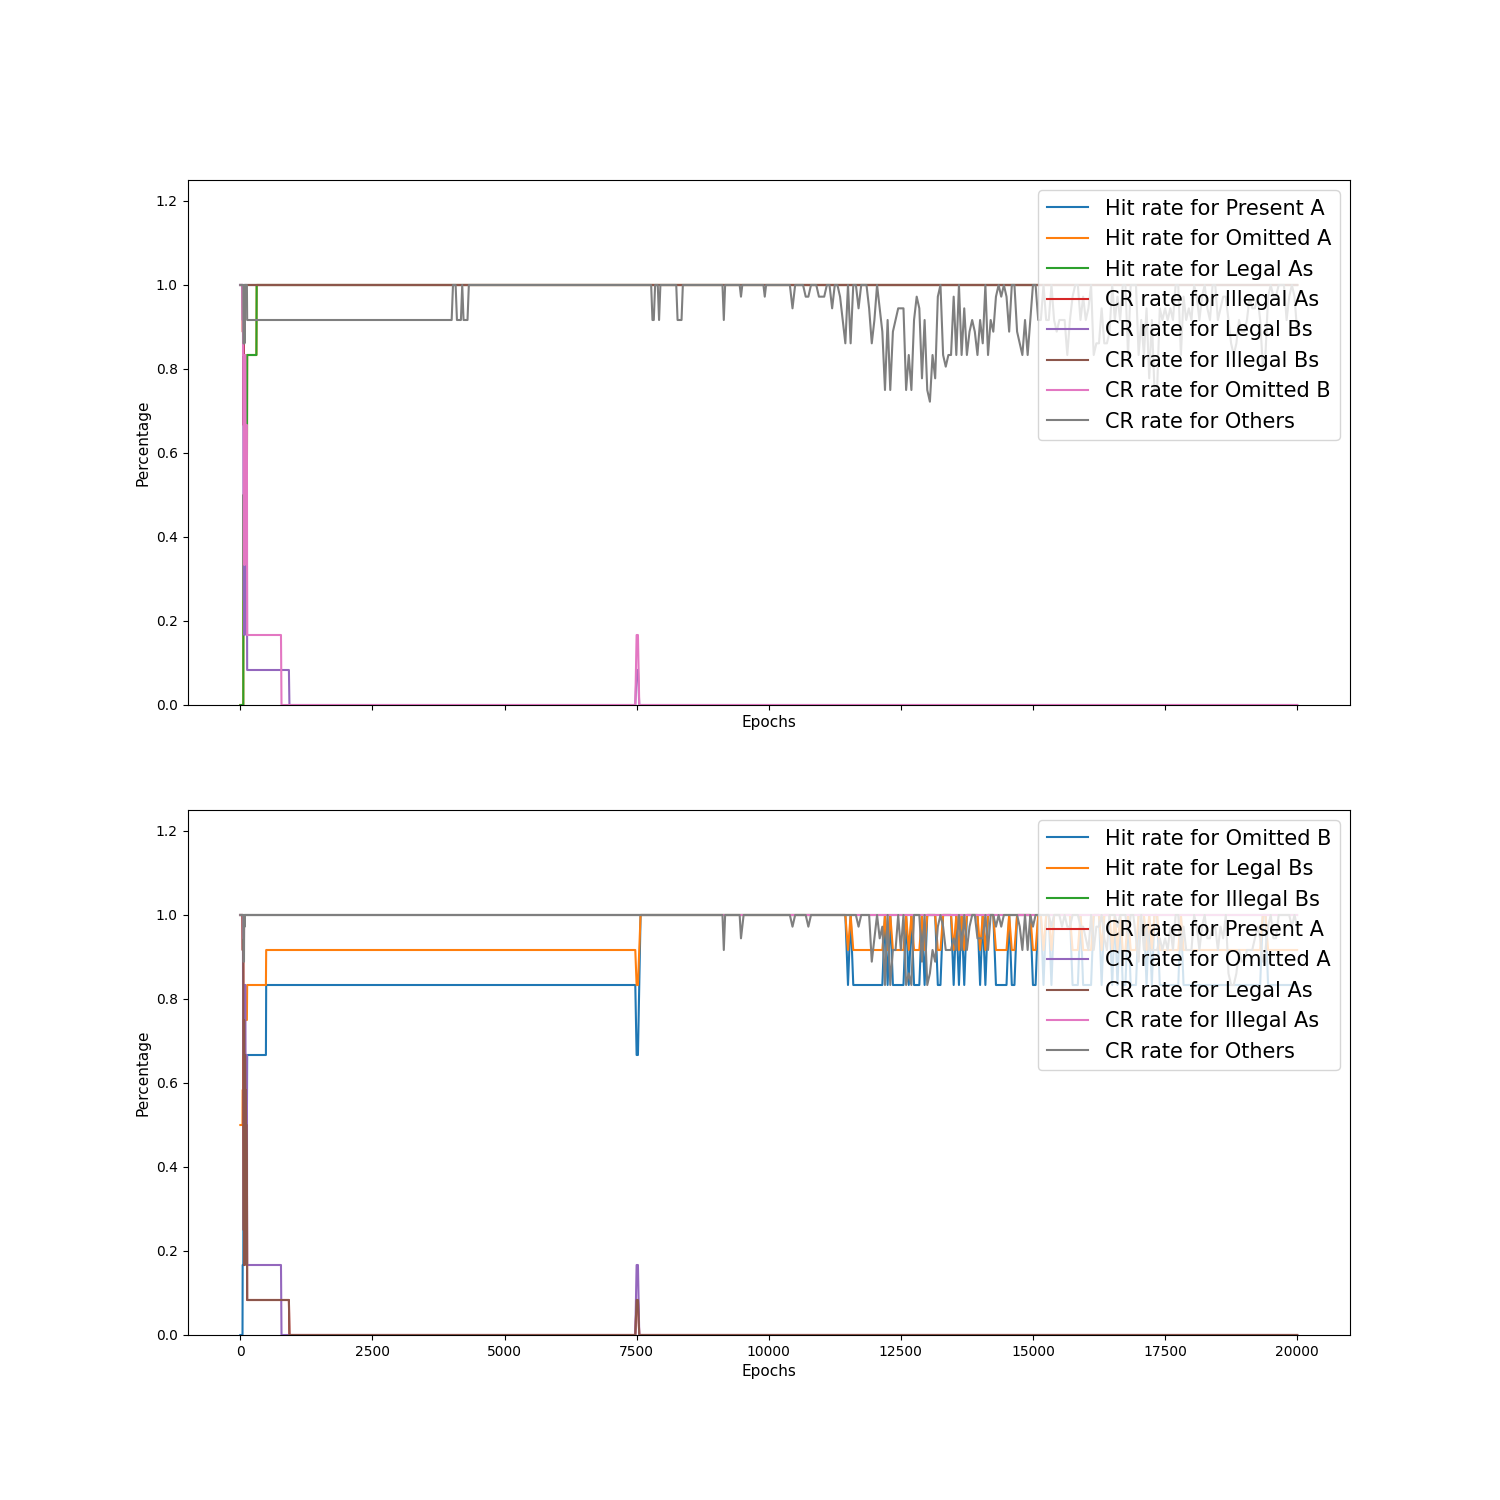 1.2
1.0
0.8
0.6
0.4
0.2
0.0
Percentage
Epochs
Hit rate for Present A
Hit rate for Omitted A
Hit rate for Legal As
CR rate for Illegal As
CR rate for Legal Bs
CR rate for Illegal Bs
CR rate for Omitted B
CR rate for Others
1.2
1.0
0.8
0.6
0.4
0.2
0.0
Percentage
0 2500 5000 7500 10000 12500 15000 17500 20000
Epochs
Hit rate for Omitted B
Hit rate for Legal Bs
Hit rate for Illegal Bs
CR rate for Present A
CR rate for Omitted A
CR rate for Legal As
CR rate for Illegal As
CR rate for Others